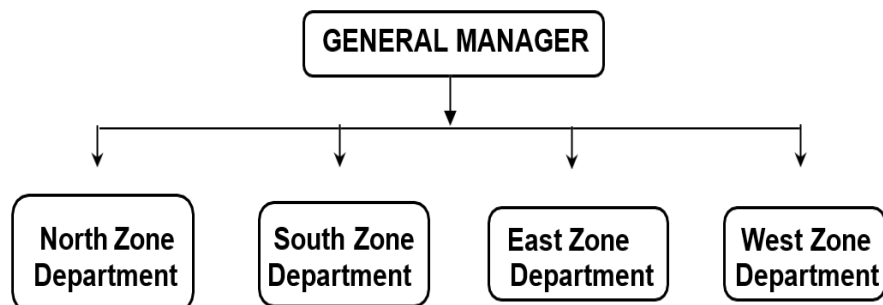 GENERAL MANAGER
North Zone
Department
South Zone
Department
East Zone
Department
West Zone
Department